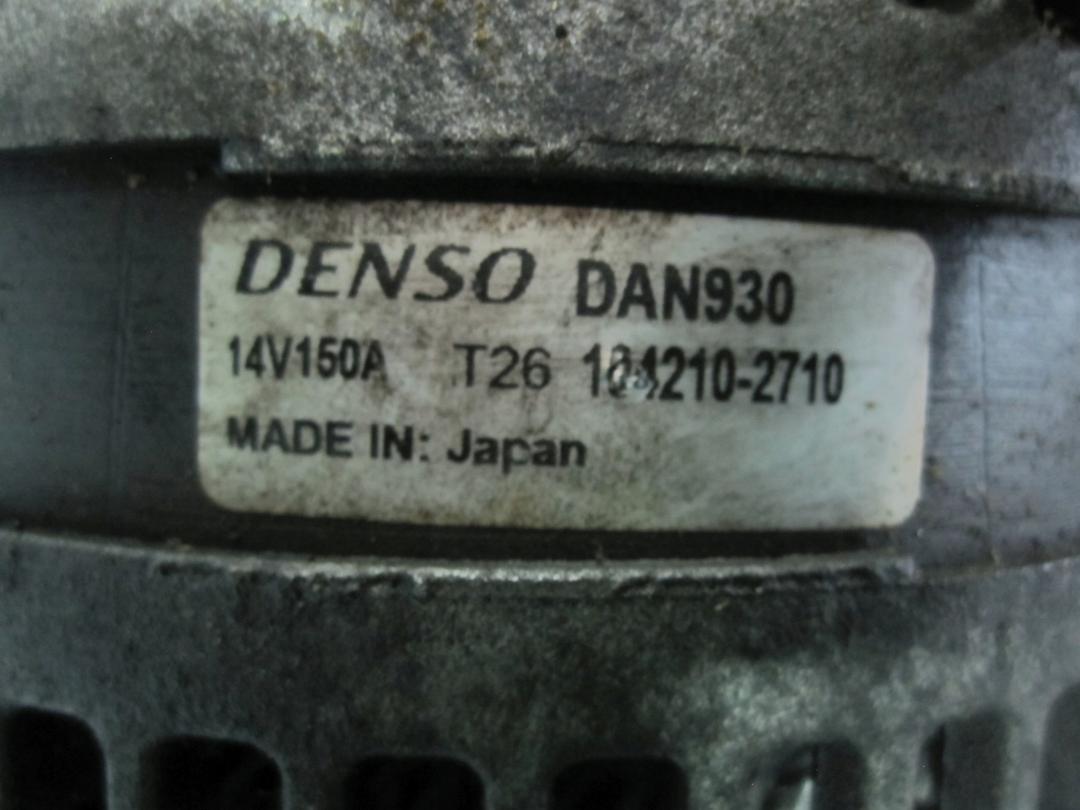 DENSO DAN930
14V150A T26 104210-2710
MADE IN: Japan